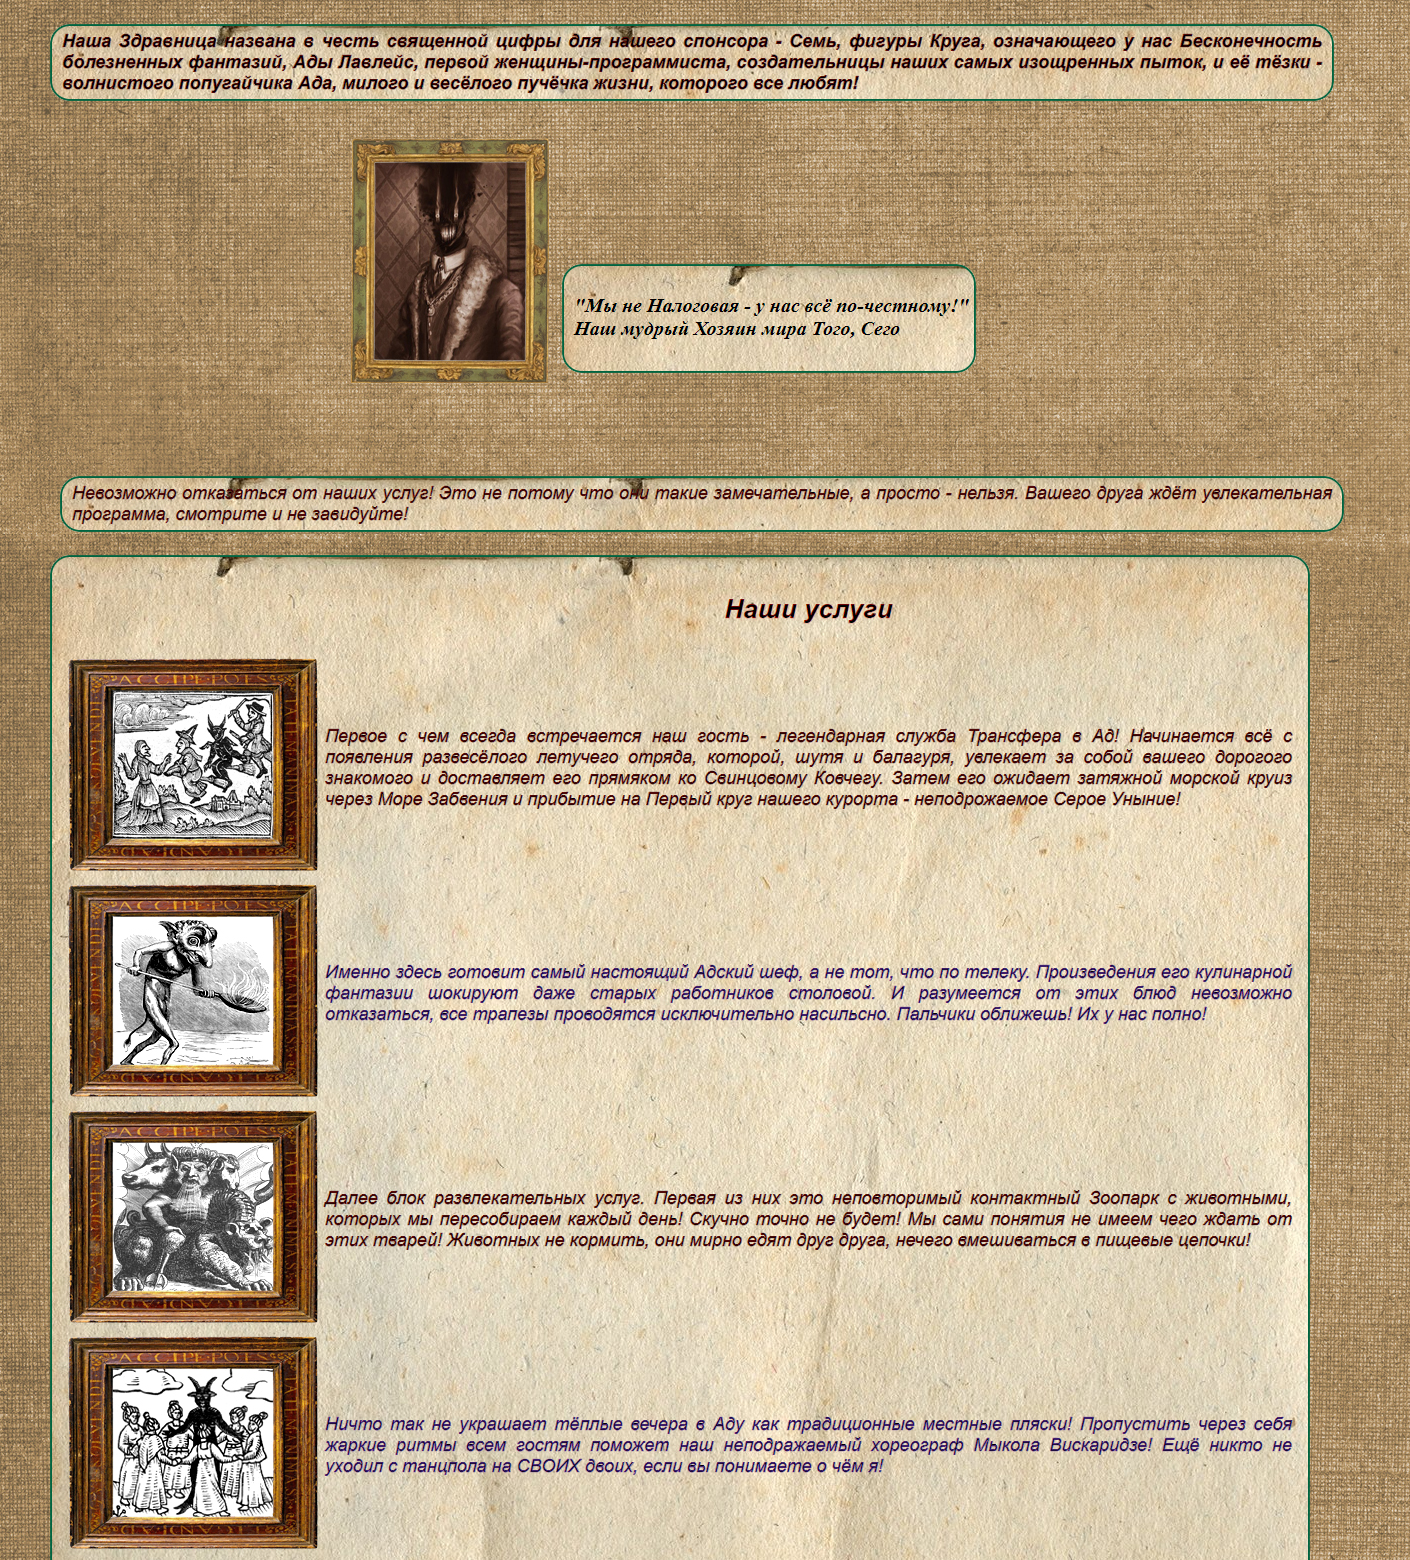 Наша Здравница названа в честь священной цифры для нашего спонсора - Семь, фигуры Круга, означающего у нас Бесконечность
болезненных фантазий, Ады Лавлейс, первой женщины-программиста, создательницы наших самых изощренных пыток, и её тёзки -
волнистого попугайчика Ада, милого и весёлого пучёчка жизни, которого все любят!
"Мы не Налоговая - у нас всё по-честному!"
Наш мудрый Хозяин мира Того, Сего
Невозможно отказаться от наших услуг! Это не потому что они такие замечательные, а просто - нельзя. Вашего друга ждёт увлекательная
программа, смотрите и не завидуйте!
Наши услуги
ACCIPE·POTES
Первое с чем всегда встречается наш гость - легендарная служба Трансфера в Ад! Начинается всё с
появления развесёлого летучего отряда, которой, шутя и балагуря, увлекает за собой вашего дорогого
знакомого и доставляет его прямяком ко Свинцовому Ковчегу. Затем его ожидает затяжной морской круиз
через Море Забвения и прибытие на Первый круг нашего курорта - неподрожаемое Серое Уныние!
ACCIPE·POTES
Именно здесь готовит самый настоящий Адский шеф, а не тот, что по телеку. Произведения его кулинарной
фантазии шокируют даже старых работников столовой. И разумеется от этих блюд невозможно
отказаться, все трапезы проводятся исключительно насильсно. Пальчики оближешь! Их у нас полно!
ACCIPE·POTES
Далее блок развлекательных услуг. Первая из них это неповторимый контактный Зоопарк с животными,
которых мы пересобираем каждый день! Скучно точно не будет! Мы сами понятия не имеем чего ждать от
этих тварей! Животных не кормить, они мирно едят друг друга, нечего вмешиваться в пищевые цепочки!
ACCIPE·POTES
Ничто так не украшает тёплые вечера в Аду как традиционные местные пляски! Пропустить через себя
жаркие ритмы всем гостям поможет наш неподражаемый хореограф Мыкола Вискаридзе! Ещё никто не
уходил с танцпола на СВОИХ двоих, если вы понимаете о чём я!